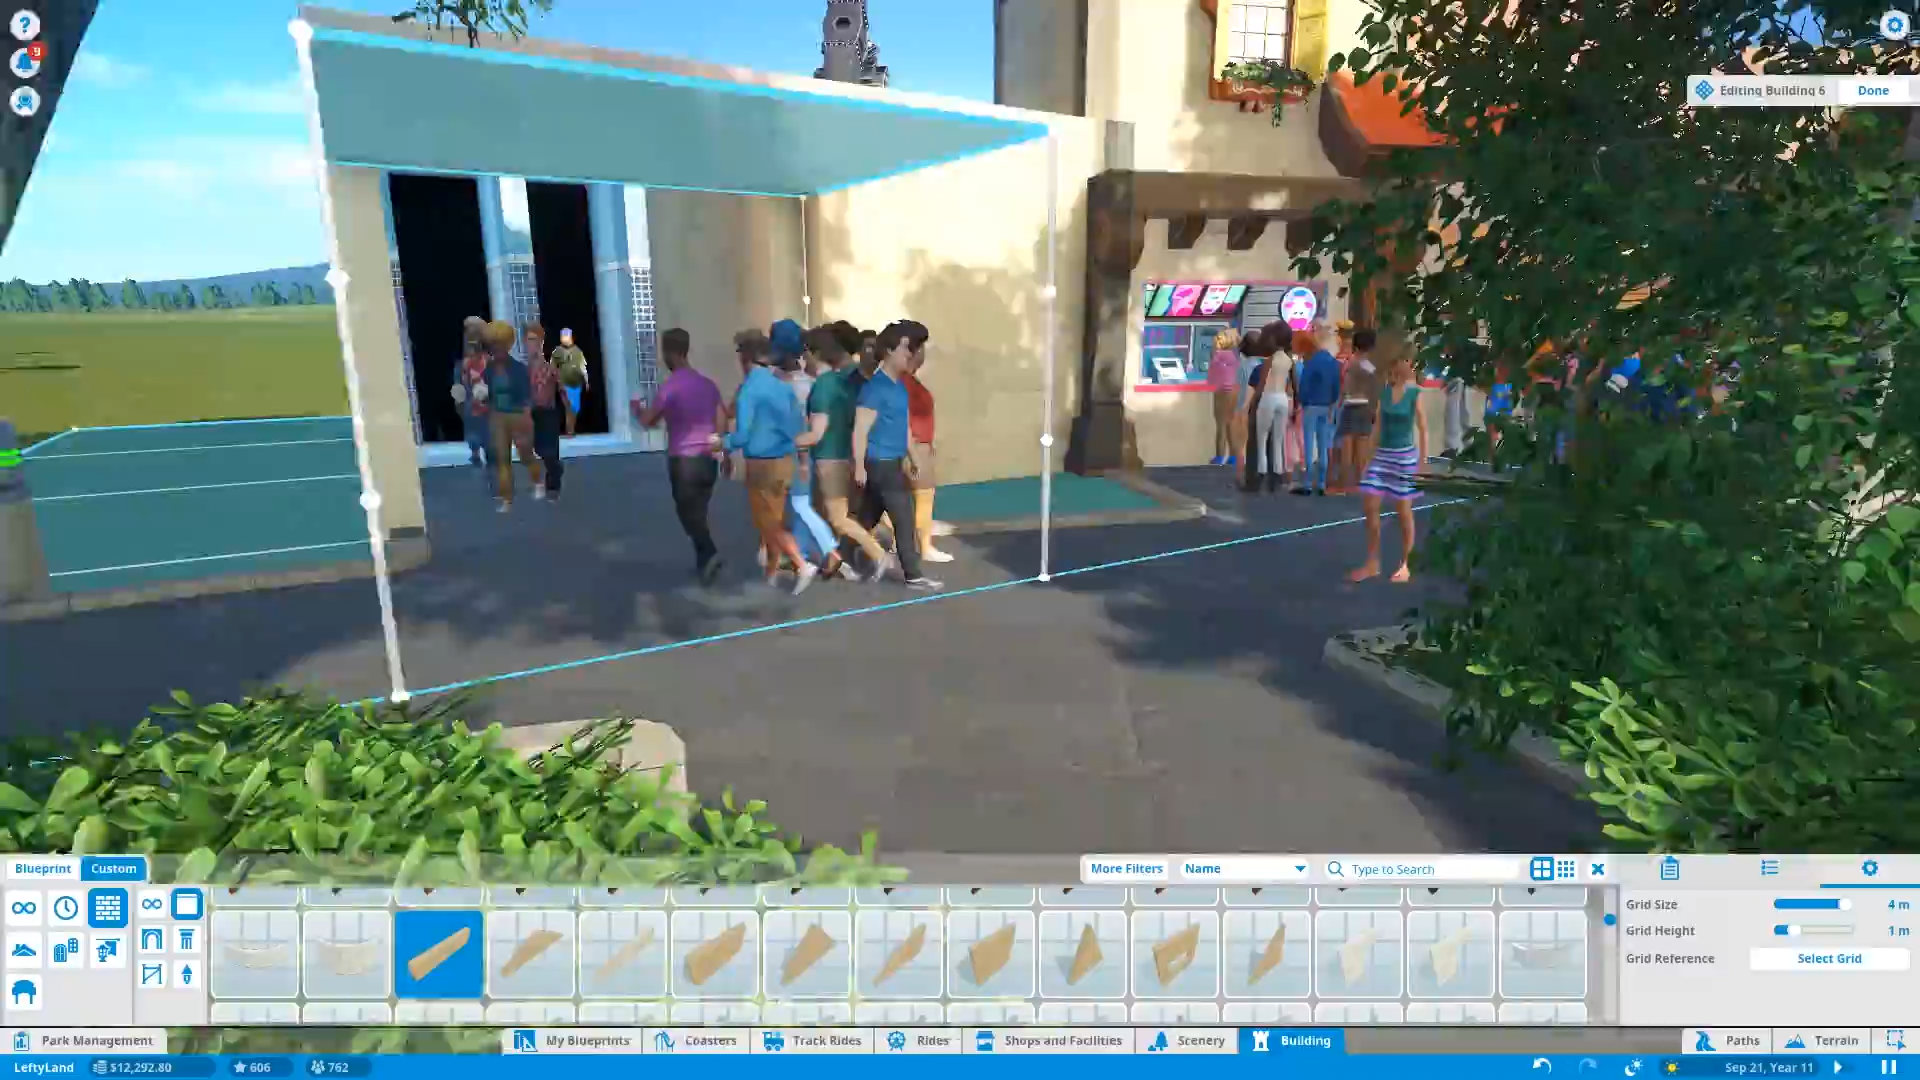 ?
9
Editing Building 6
Done
Blueprint
Custom
More Filters
Name
Type to Search
Grid Size
4 m
Grid Height
1 m
Grid Reference
Select Grid
Park Management
My Blueprints
Coasters
Track Rides
Rides
Shops and Facilities
Scenery
Building
Paths
Terrain
LeftyLand
$12,292.80
606
762
Sep 21, Year 11